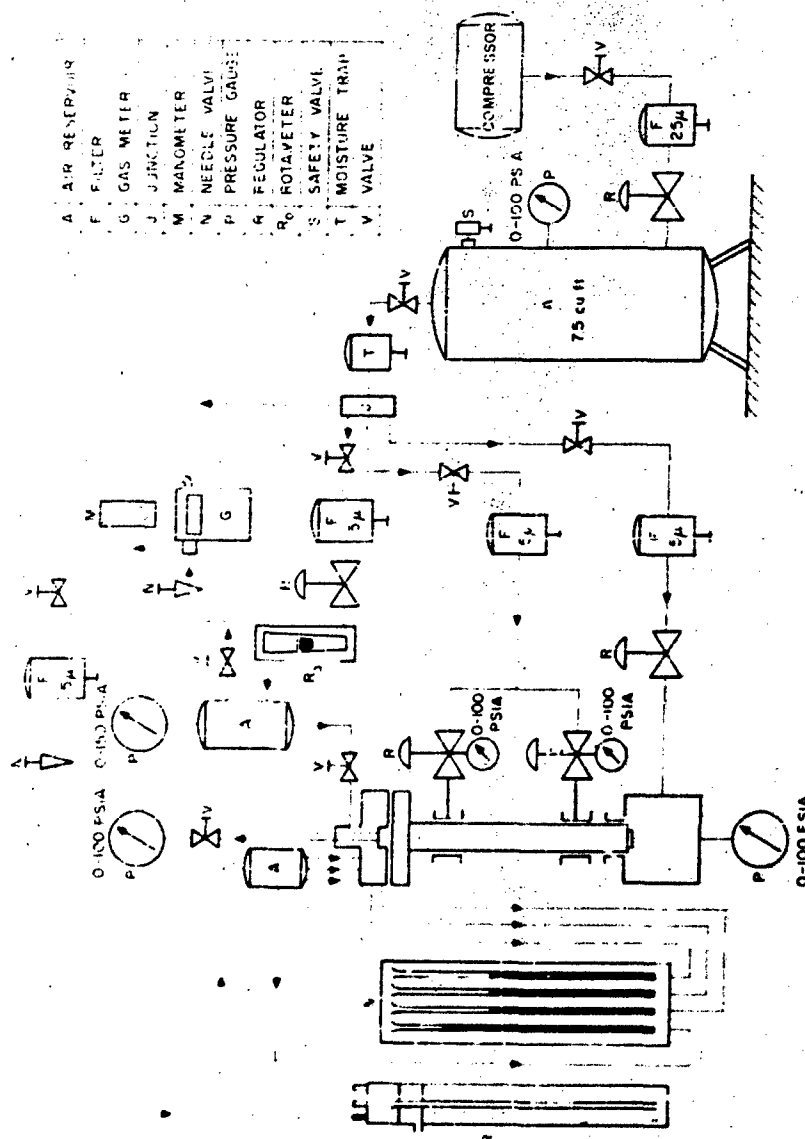 A AIR RESERVOIR
F FILTER
G GAS METER
J JUNCTION
M MANOMETER
N NEEDLE VALVE
P PRESSURE GAUGE
R REGULATOR
R₀ ROTAMETER
S SAFETY VALVE
T MOISTURE TRAP
V VALVE
COMPRESSOR
V
F
25μ
R
0-100 PSIA
P
S
A
7.5 cu ft
V
T
V
V
V
F
5μ
F
5μ
F
5μ
R
R
G
M
N
V
F
5μ
0-150 PSIA
P
A
V
0-100 PSIA
P
V
A
R
0-100
PSIA
0-100
PSIA
P
0-100 PSIA